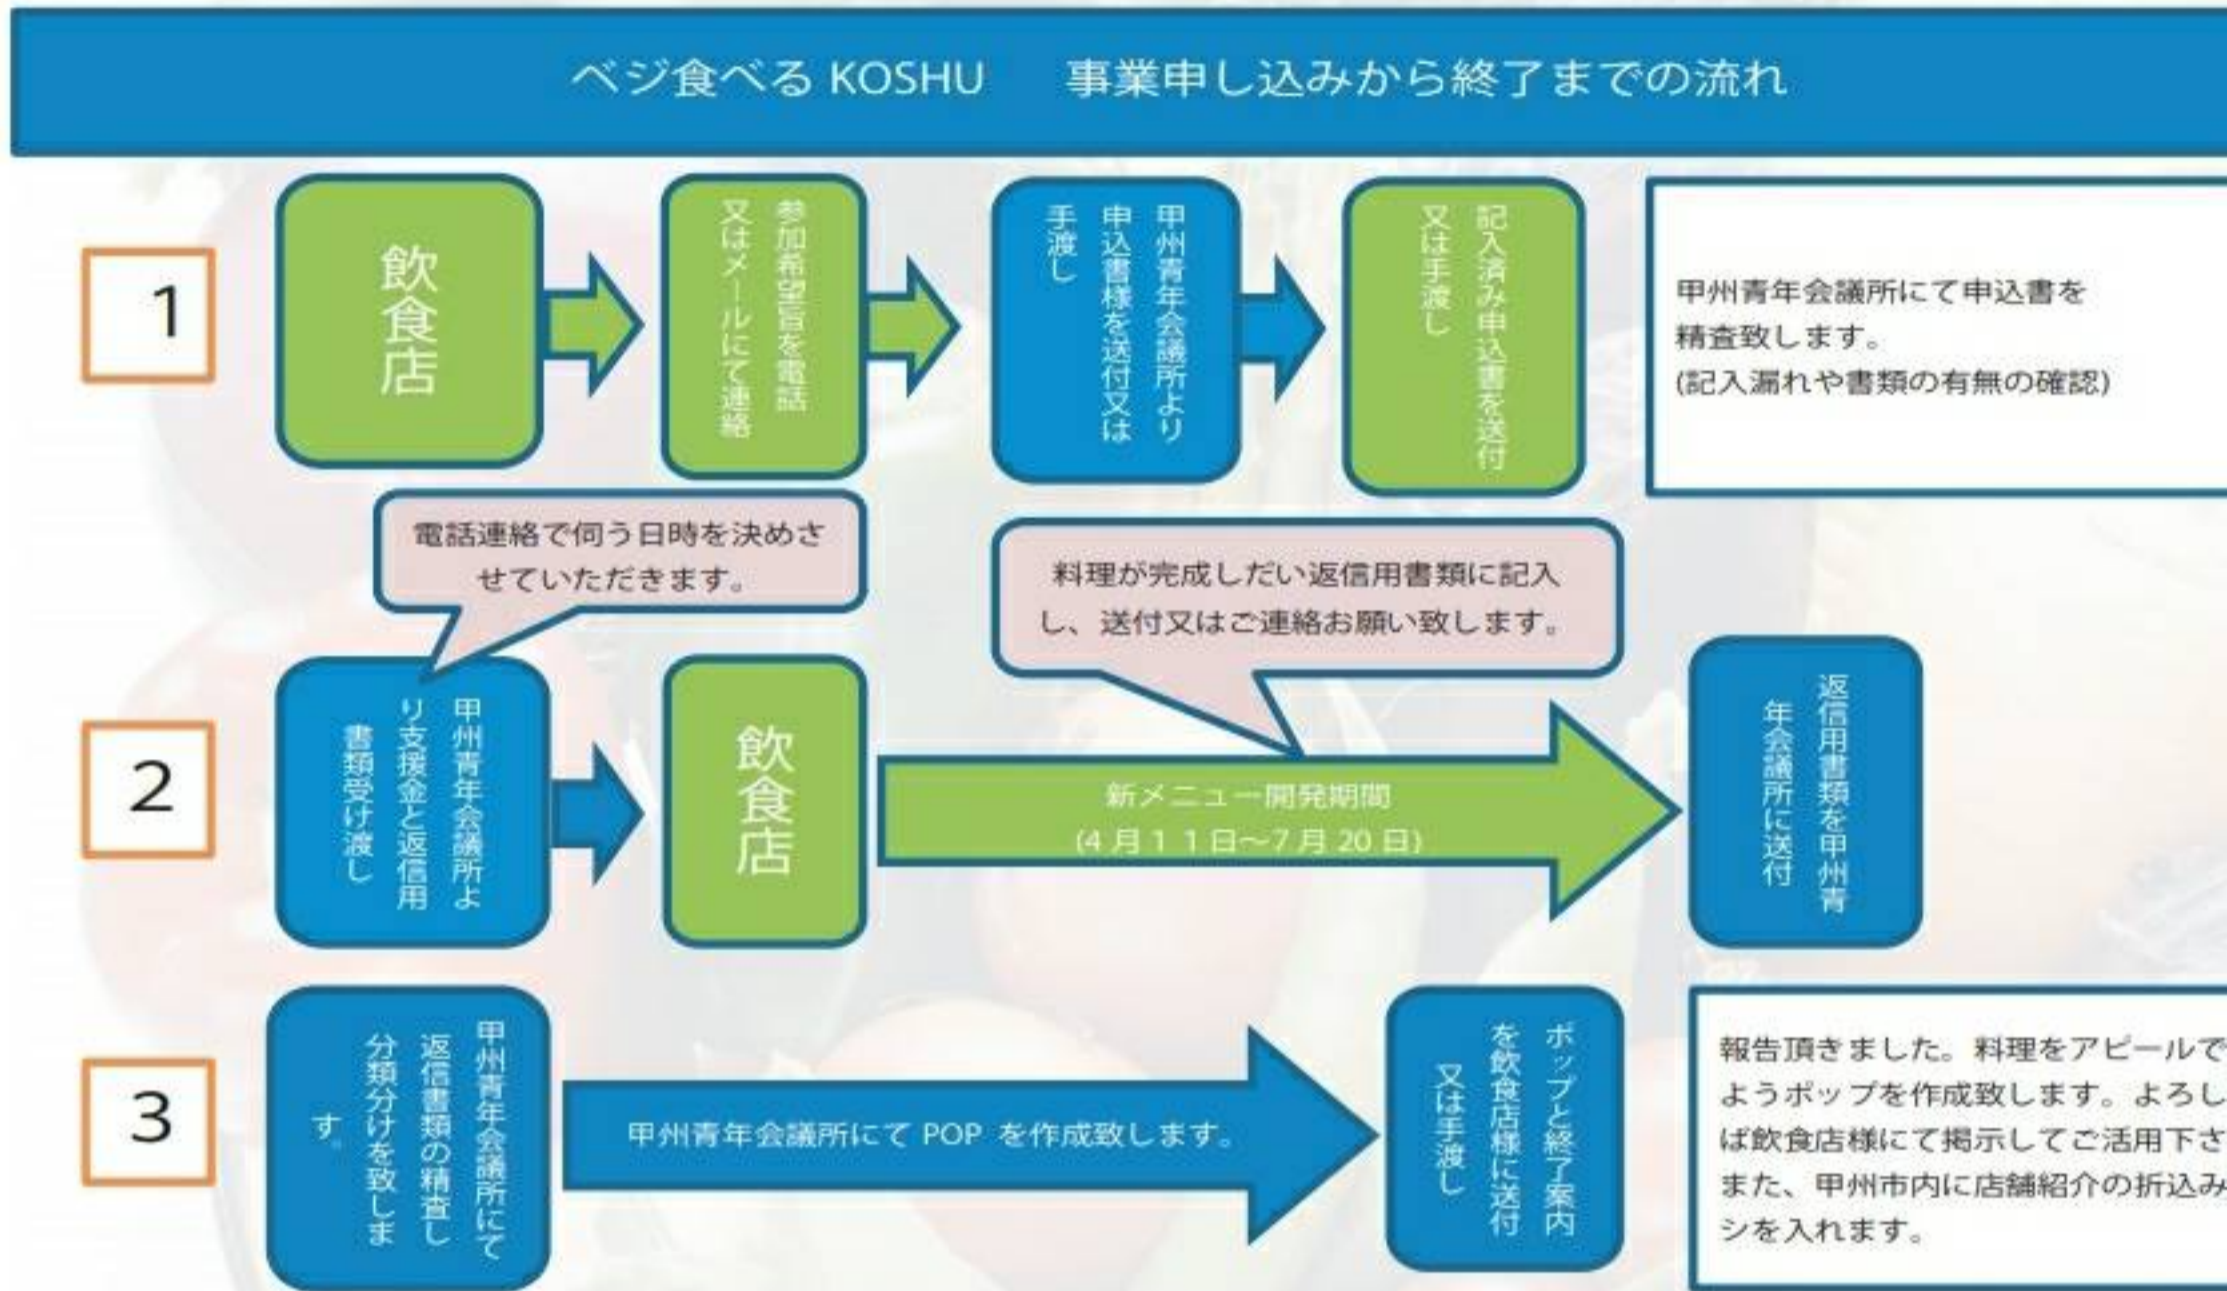 ベジ食べる KOSHU 事業申し込みから終了までの流れ
1
飲食店
参加希望旨を電話
又はメールにて連絡
甲州青年会議所より
申込書様を送付又は
手渡し
記入済み申込書を送付
又は手渡し
甲州青年会議所にて申込書を
精査致します。
(記入漏れや書類の有無の確認)
電話連絡で伺う日時を決めさ
せていただきます。
料理が完成しだい返信用書類に記入
し、送付又はご連絡お願い致します。
2
甲州青年会議所よ
り支援金と返信用
書類受け渡し
飲食店
新メニュー開発期間
(4月11日～7月20日)
返信用書類を甲州青
年会議所に送付
3
甲州青年会議所にて
返信書類の精査し
分類分けを致しま
す。
甲州青年会議所にて POP を作成致します。
ポップと終了案内
を飲食店様に送付
又は手渡し
報告頂きました。料理をアピールで
ようポップを作成致します。よろし
ば飲食店様にて掲示してご活用下さ
また、甲州市内に店舗紹介の折込み
シを入れます。